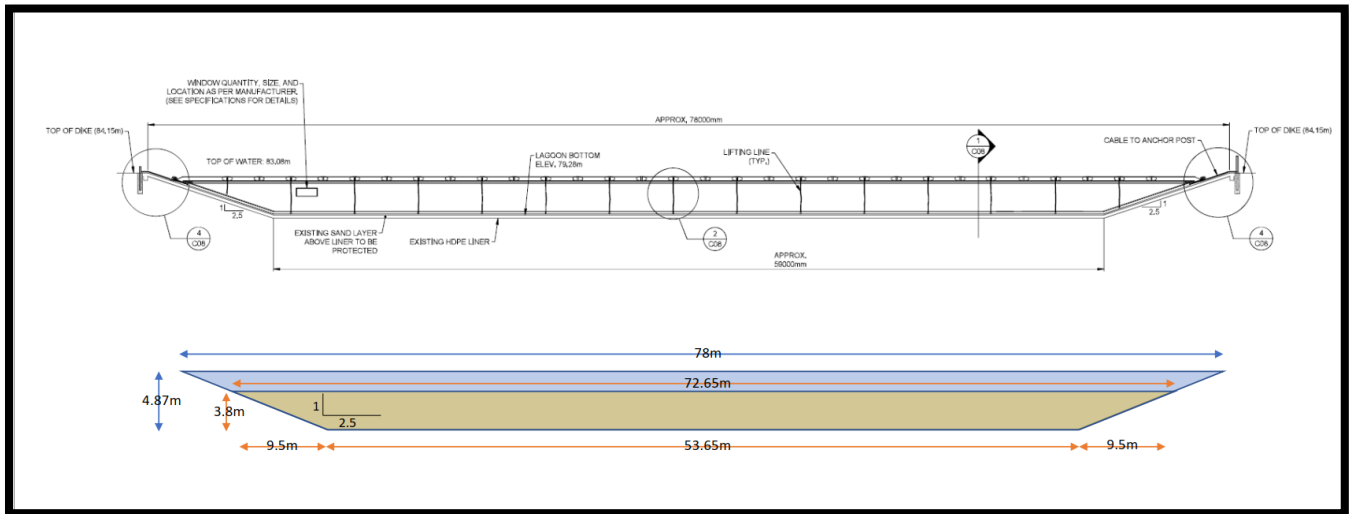 WINDOW QUANTITY, SIZE, AND
LOCATION AS PER MANUFACTURER.
(SEE SPECIFICATIONS FOR DETAILS)
APPROX. 78000mm
TOP OF DIKE (84.15m)
TOP OF WATER: 83.08m
LAGOON BOTTOM
ELEV. 79.28m
LIFTING LINE
(TYP.)
1
C08
CABLE TO ANCHOR POST
TOP OF DIKE (84.15m)
1
2.5
1
2.5
4
C08
EXISTING SAND LAYER
ABOVE LINER TO BE
PROTECTED
EXISTING HDPE LINER
2
C08
4
C08
APPROX.
59000mm
78m
72.65m
4.87m
3.8m
1
2.5
9.5m
53.65m
9.5m